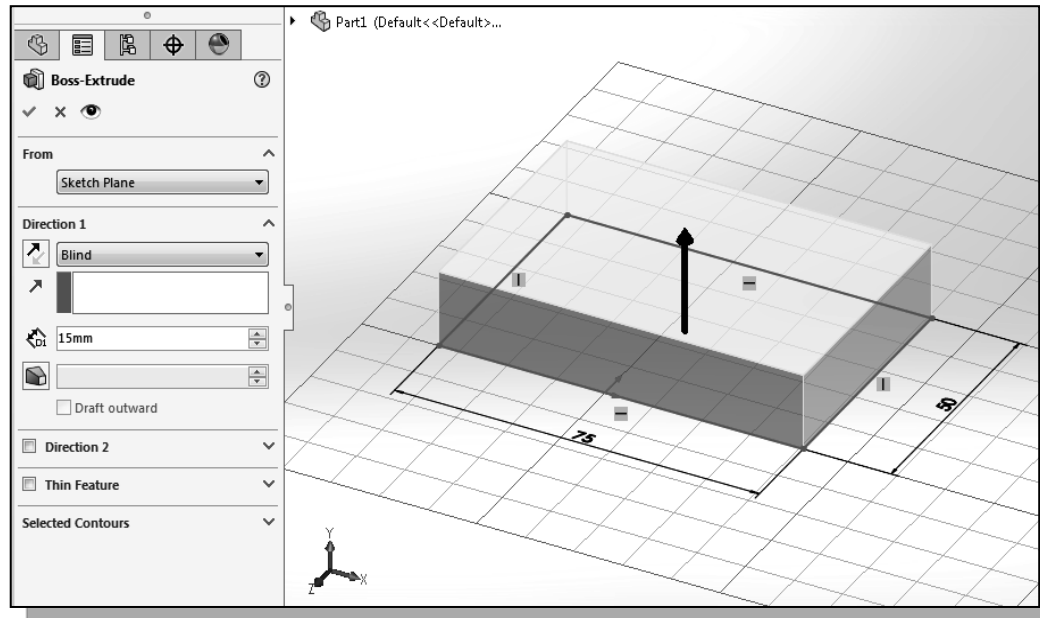 Part1 (Default<<Default>...
Boss-Extrude
?
From
Sketch Plane
Direction 1
Blind
D1
15mm
Draft outward
Direction 2
Thin Feature
Selected Contours
75
50
Y
X
Z